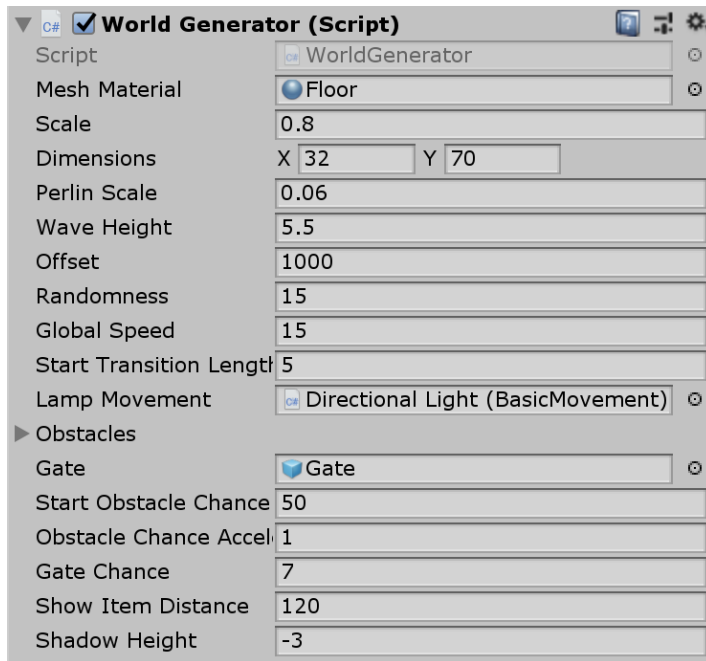 C# World Generator (Script)
Script C# WorldGenerator
Mesh Material Floor
Scale 0.8
Dimensions X 32 Y 70
Perlin Scale 0.06
Wave Height 5.5
Offset 1000
Randomness 15
Global Speed 15
Start Transition Length 5
Lamp Movement C# Directional Light (BasicMovement)
Obstacles
Gate Gate
Start Obstacle Chance 50
Obstacle Chance Accel 1
Gate Chance 7
Show Item Distance 120
Shadow Height -3